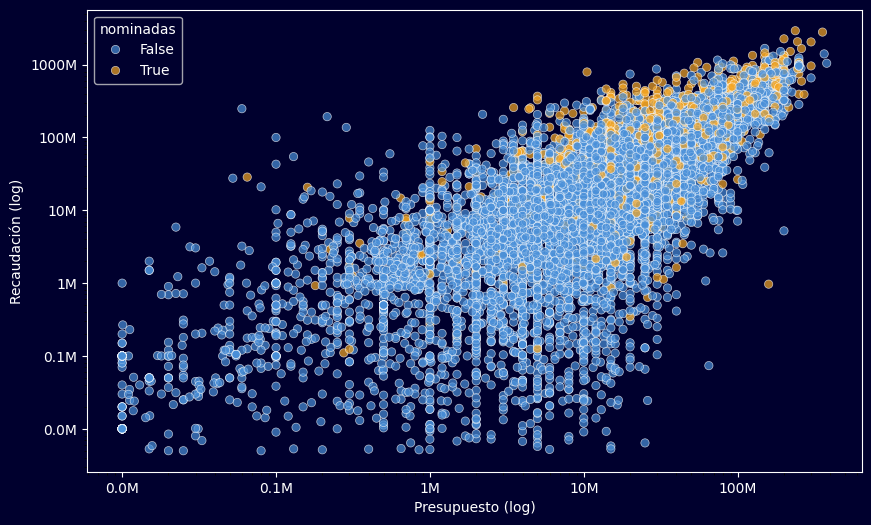 nominadas
False
True
Recaudación (log)
1000M
100M
10M
1M
0.1M
0.0M
0.0M
0.1M
1M
10M
100M
Presupuesto (log)